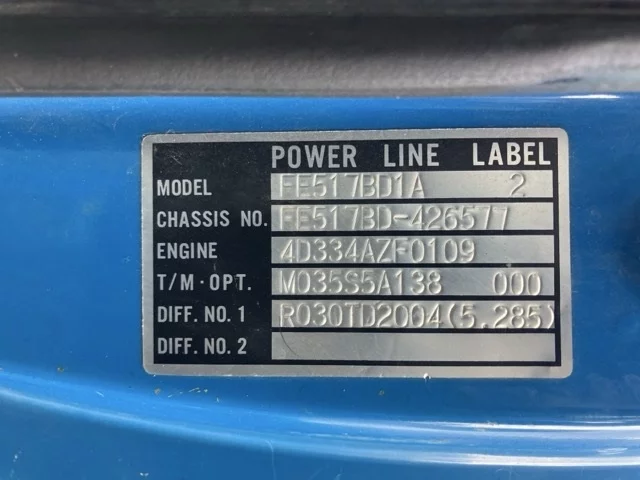 POWER LINE LABEL
MODEL FE517BD1A 2
CHASSIS NO. FE517BD-426577
ENGINE 4D334AZF0109
T/M·OPT. M035S5A138 000
DIFF. NO. 1 R030TD2004(5.285)
DIFF. NO. 2